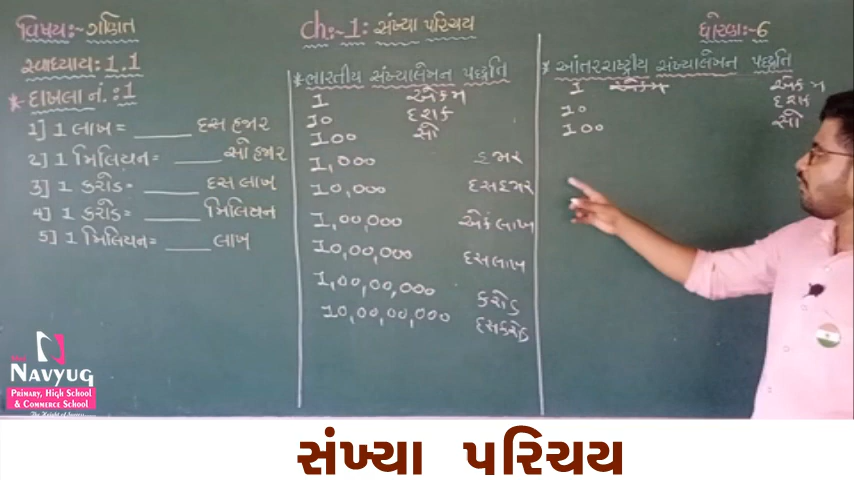 વિષય:- ગણિત
ch:-1: સંખ્યા પરિચય
ધોરણ:-6
સ્વાધ્યાય: 1.1
* દાખલા નં. : 1
1] 1 લાખ = ______ દસ હજાર
2] 1 મિલિયન = ______ સો હજાર
3] 1 કરોડ = ______ દસ લાખ
4] 1 કરોડ = ______ મિલિયન
5] 1 મિલિયન = ______ લાખ
* ભારતીય સંખ્યાલેખન પદ્ધતિ
1 એકમ
10 દશક
100 સો
1,000 હજાર
10,000 દસ હજાર
1,00,000 એક લાખ
10,00,000 દસ લાખ
1,00,00,000 કરોડ
10,00,00,000 દસ કરોડ
* આંતરરાષ્ટ્રીય સંખ્યાલેખન પદ્ધતિ
1 એકમ એકમ
10 દશક
100 સો
The
NAVYUG
PRIMARY, HIGH SCHOOL
& COMMERCE SCHOOL
સંખ્યા પરિચય